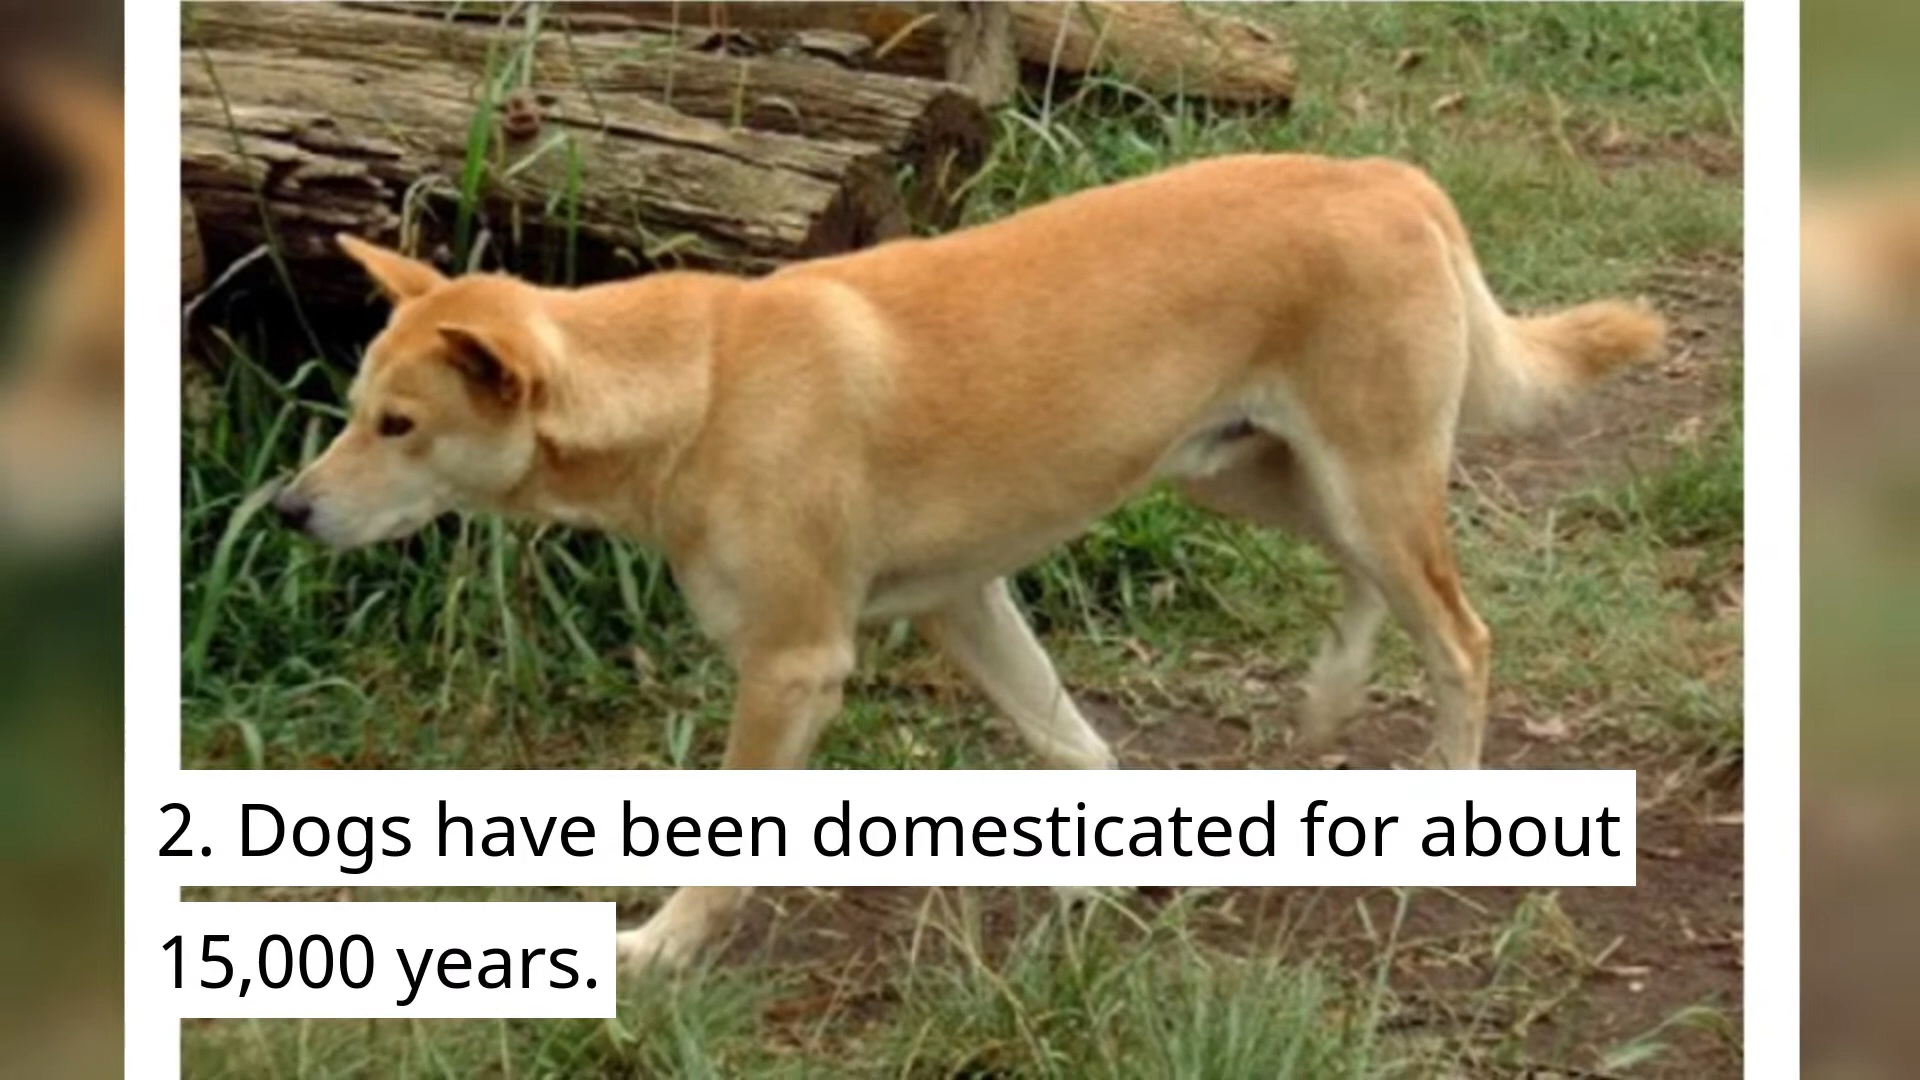 2. Dogs have been domesticated for about
15,000 years.